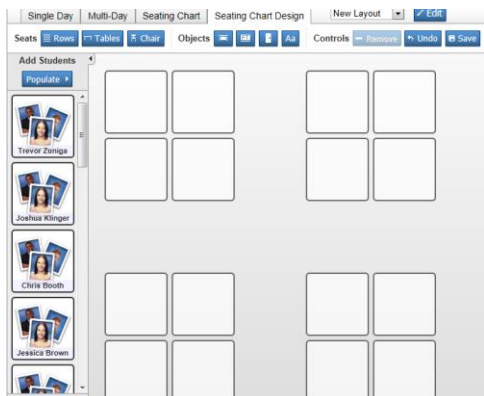 Single Day Multi-Day Seating Chart Seating Chart Design New Layout Edit
Seats Rows Tables Chair Objects Aa Controls Remove Undo Save
Add Students
Populate
Trevor Zuniga
Joshua Klinger
Chris Booth
Jessica Brown